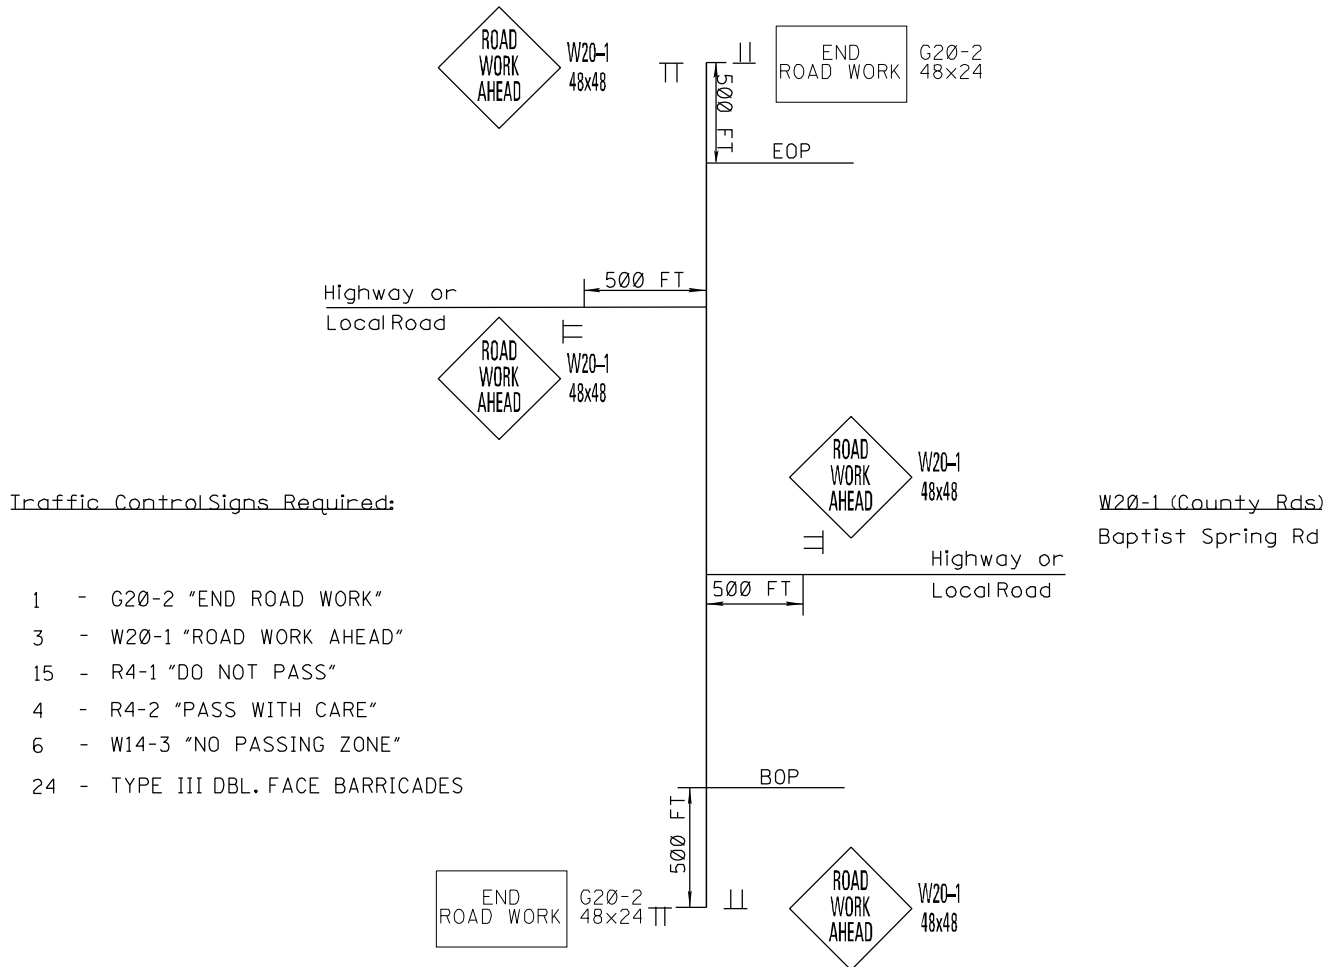 ROAD
WORK
AHEAD
W20-1
48x48
END
ROAD WORK
G20-2
48x24
500 FT
EOP
500 FT
Highway or
Local Road
ROAD
WORK
AHEAD
W20-1
48x48
ROAD
WORK
AHEAD
W20-1
48x48
Traffic Control Signs Required:
W20-1 (County Rds)
Baptist Spring Rd
Highway or
Local Road
500 FT
1 - G20-2 "END ROAD WORK"
3 - W20-1 "ROAD WORK AHEAD"
15 - R4-1 "DO NOT PASS"
4 - R4-2 "PASS WITH CARE"
6 - W14-3 "NO PASSING ZONE"
24 - TYPE III DBL. FACE BARRICADES
BOP
500 FT
END
ROAD WORK
G20-2
48x24
ROAD
WORK
AHEAD
W20-1
48x48